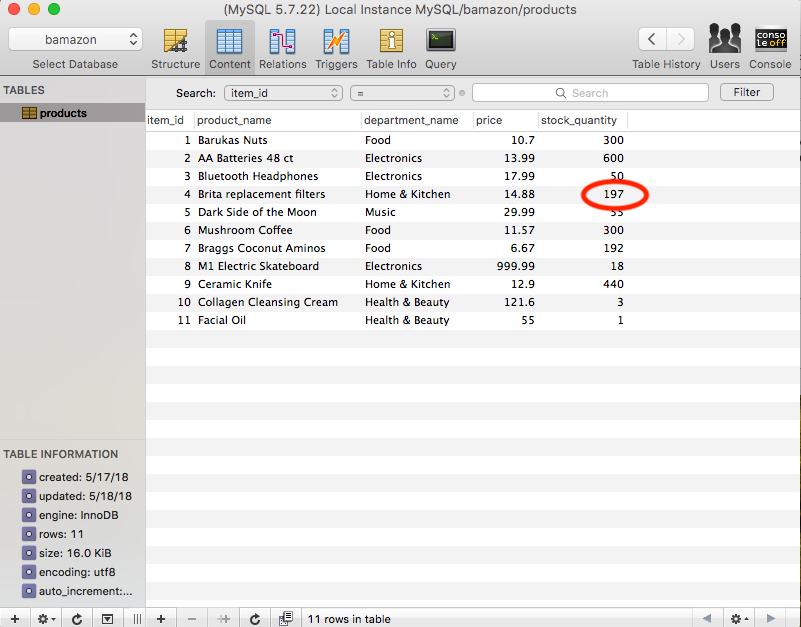 (MySQL 5.7.22) Local Instance MySQL/bamazon/products
bamazon
Select Database
Structure
Content
Relations
Triggers
Table Info
Query
Table History
Users
conso
le off
Console
TABLES
products
Search: item_id = Search Filter
item_id product_name department_name price stock_quantity
1 Barukas Nuts Food 10.7 300
2 AA Batteries 48 ct Electronics 13.99 600
3 Bluetooth Headphones Electronics 17.99 50
4 Brita replacement filters Home & Kitchen 14.88 197
5 Dark Side of the Moon Music 29.99 55
6 Mushroom Coffee Food 11.57 300
7 Braggs Coconut Aminos Food 6.67 192
8 M1 Electric Skateboard Electronics 999.99 18
9 Ceramic Knife Home & Kitchen 12.9 440
10 Collagen Cleansing Cream Health & Beauty 121.6 3
11 Facial Oil Health & Beauty 55 1
TABLE INFORMATION
created: 5/17/18
updated: 5/18/18
engine: InnoDB
rows: 11
size: 16.0 KiB
encoding: utf8
auto_increment:...
11 rows in table